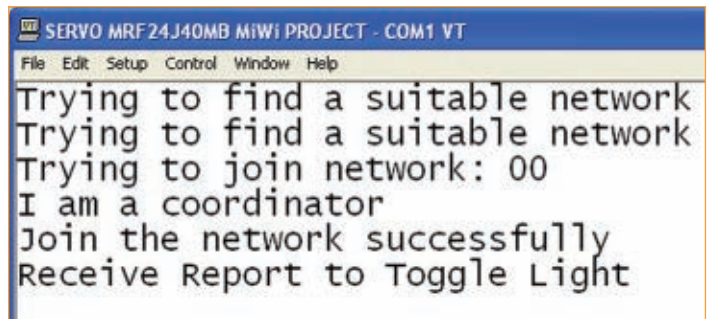 SERVO MRF24J40MB MiWi PROJECT - COM1 VT
File Edit Setup Control Window Help
Trying to find a suitable network
Trying to find a suitable network
Trying to join network: 00
I am a coordinator
Join the network successfully
Receive Report to Toggle Light